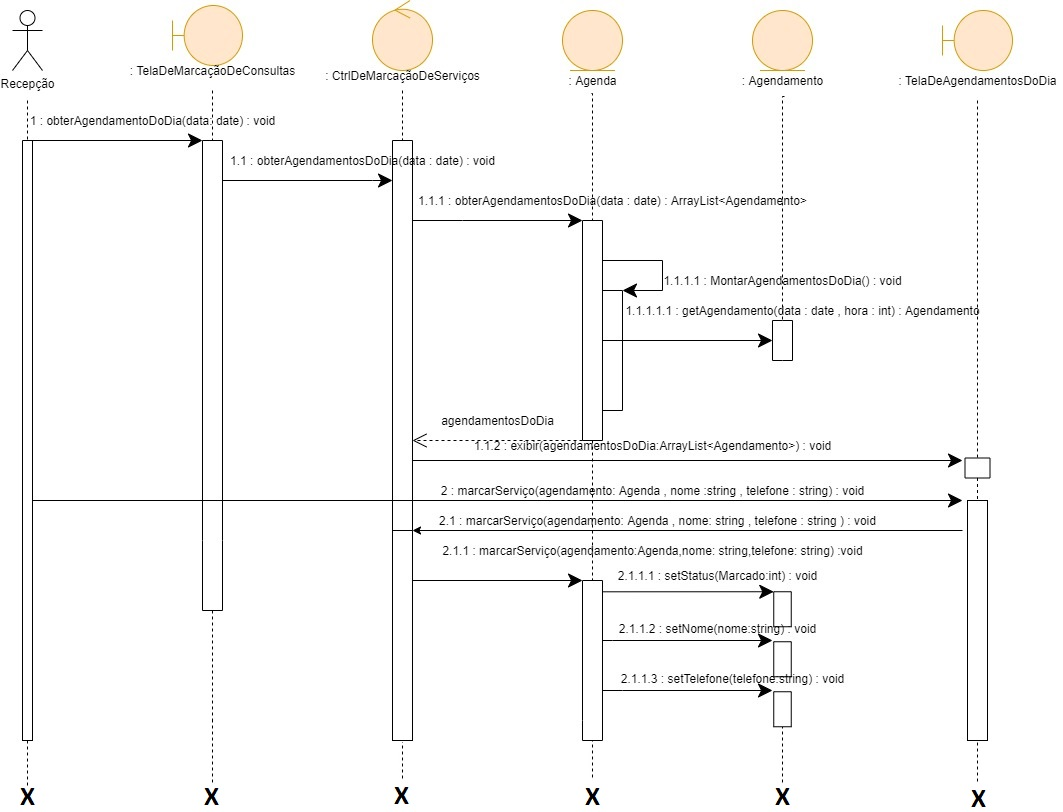 Recepção
: TelaDeMarcaçãoDeConsultas
: CtrlDeMarcaçãoDeServiços
: Agenda
: Agendamento
: TelaDeAgendamentosDoDia
1 : obterAgendamentoDoDia(data: date) : void
1.1 : obterAgendamentosDoDia(data : date) : void
1.1.1 : obterAgendamentosDoDia(data : date) : ArrayList<Agendamento>
1.1.1.1 : MontarAgendamentosDoDia() : void
1.1.1.1.1 : getAgendamento(data : date , hora : int) : Agendamento
agendamentosDoDia
1.1.2 : exibir(agendamentosDoDia:ArrayList<Agendamento>) : void
2 : marcarServiço(agendamento: Agenda , nome :string , telefone : string) : void
2.1 : marcarServiço(agendamento: Agenda , nome: string , telefone : string ) : void
2.1.1 : marcarServiço(agendamento:Agenda,nome: string,telefone: string) :void
2.1.1.1 : setStatus(Marcado:int) : void
2.1.1.2 : setNome(nome:string) : void
2.1.1.3 : setTelefone(telefone:string) : void
X X X X X X